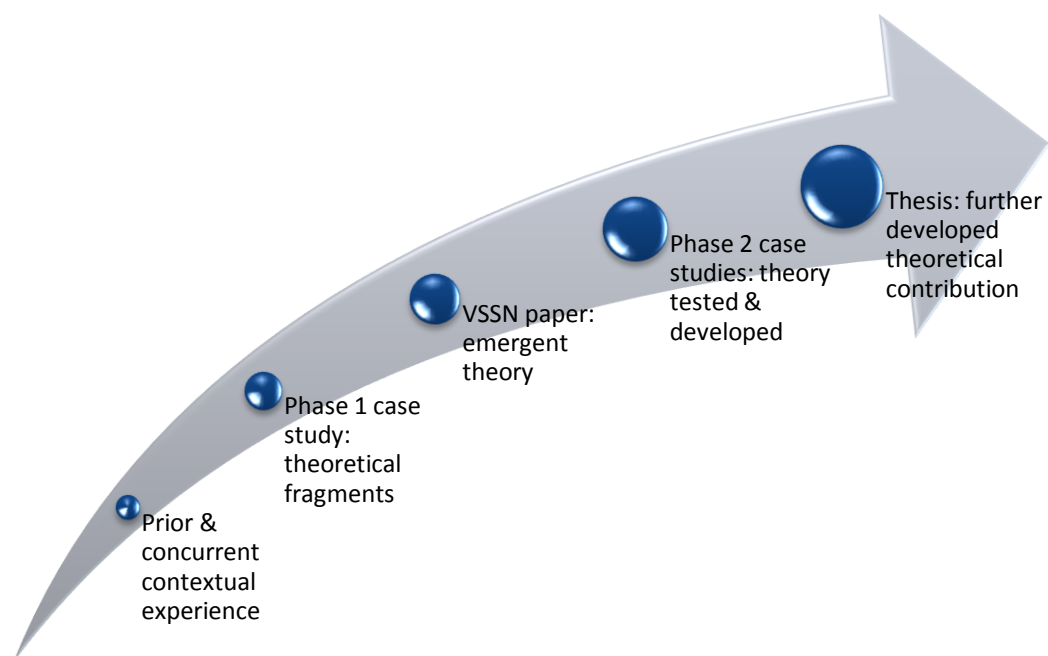 Prior &
concurrent
contextual
experience
Phase 1 case
study:
theoretical
fragments
VSSN paper:
emergent
theory
Phase 2 case
studies: theory
tested &
developed
Thesis: further
developed
theoretical
contribution